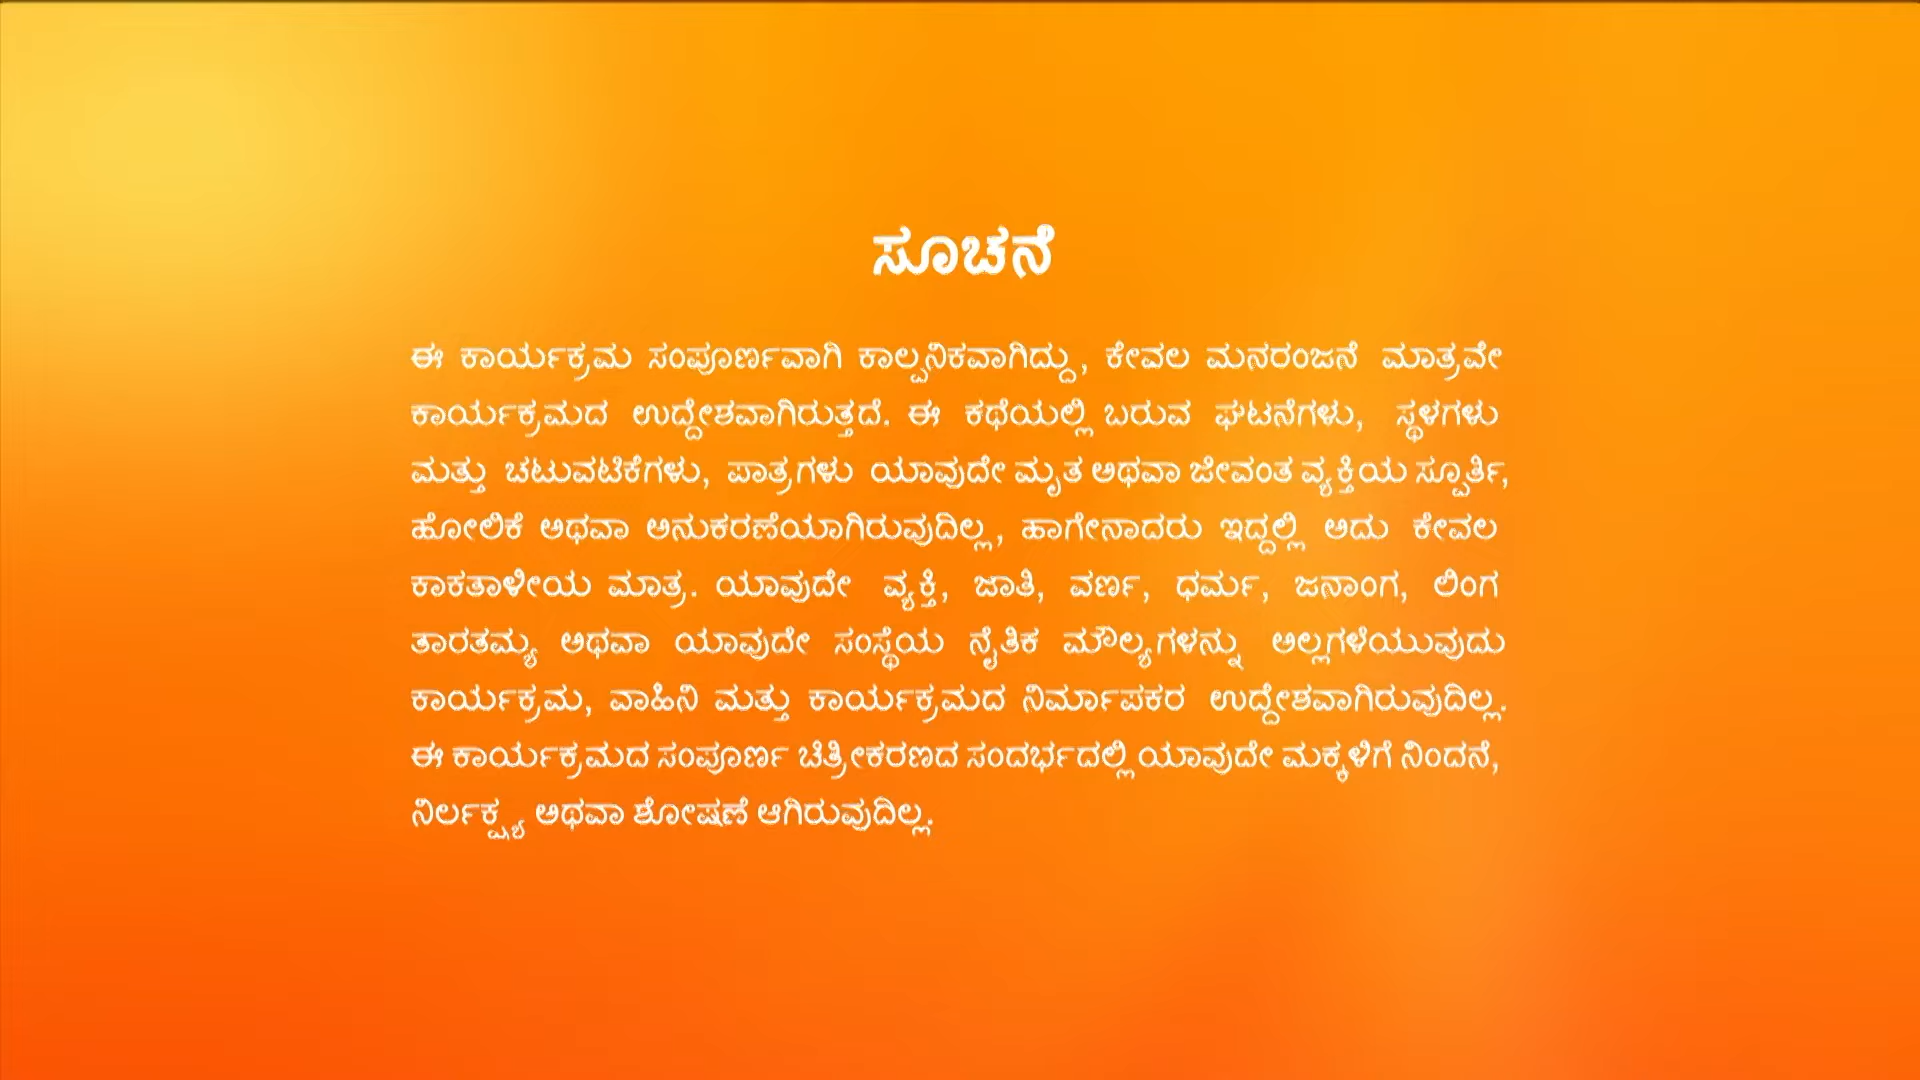 ಸೂಚನೆ
ಈ ಕಾರ್ಯಕ್ರಮ ಸಂಪೂರ್ಣವಾಗಿ ಕಾಲ್ಪನಿಕವಾಗಿದ್ದು, ಕೇವಲ ಮನರಂಜನೆ ಮಾತ್ರವೇ
ಕಾರ್ಯಕ್ರಮದ ಉದ್ದೇಶವಾಗಿರುತ್ತದೆ. ಈ ಕಥೆಯಲ್ಲಿ ಬರುವ ಘಟನೆಗಳು, ಸ್ಥಳಗಳು
ಮತ್ತು ಚಟುವಟಿಕೆಗಳು, ಪಾತ್ರಗಳು ಯಾವುದೇ ಮೃತ ಅಥವಾ ಜೀವಂತ ವ್ಯಕ್ತಿಯ ಸ್ಪೂರ್ತಿ,
ಹೋಲಿಕೆ ಅಥವಾ ಅನುಕರಣೆಯಾಗಿರುವುದಿಲ್ಲ, ಹಾಗೇನಾದರು ಇದ್ದಲ್ಲಿ ಅದು ಕೇವಲ
ಕಾಕತಾಳೀಯ ಮಾತ್ರ. ಯಾವುದೇ ವ್ಯಕ್ತಿ, ಜಾತಿ, ವರ್ಣ, ಧರ್ಮ, ಜನಾಂಗ, ಲಿಂಗ
ತಾರತಮ್ಯ ಅಥವಾ ಯಾವುದೇ ಸಂಸ್ಥೆಯ ನೈತಿಕ ಮೌಲ್ಯಗಳನ್ನು ಅಲ್ಲಗಳೆಯುವುದು
ಕಾರ್ಯಕ್ರಮ, ವಾಹಿನಿ ಮತ್ತು ಕಾರ್ಯಕ್ರಮದ ನಿರ್ಮಾಪಕರ ಉದ್ದೇಶವಾಗಿರುವುದಿಲ್ಲ.
ಈ ಕಾರ್ಯಕ್ರಮದ ಸಂಪೂರ್ಣ ಚಿತ್ರೀಕರಣದ ಸಂದರ್ಭದಲ್ಲಿ ಯಾವುದೇ ಮಕ್ಕಳಿಗೆ ನಿಂದನೆ,
ನಿರ್ಲಕ್ಷ್ಯ ಅಥವಾ ಶೋಷಣೆ ಆಗಿರುವುದಿಲ್ಲ.